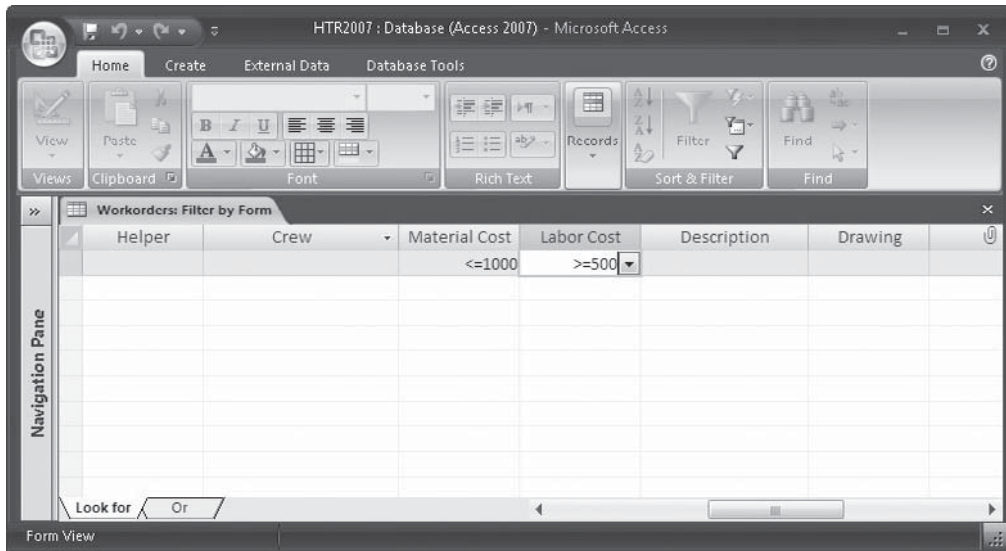 HTR2007 : Database (Access 2007) - Microsoft Access
Home Create External Data Database Tools
View Paste B I U A Records Filter Find
Views Clipboard Font Rich Text Sort & Filter Find
Workorders: Filter by Form
Helper Crew Material Cost Labor Cost Description Drawing
<=1000 >=500
Navigation Pane
Look for Or
Form View